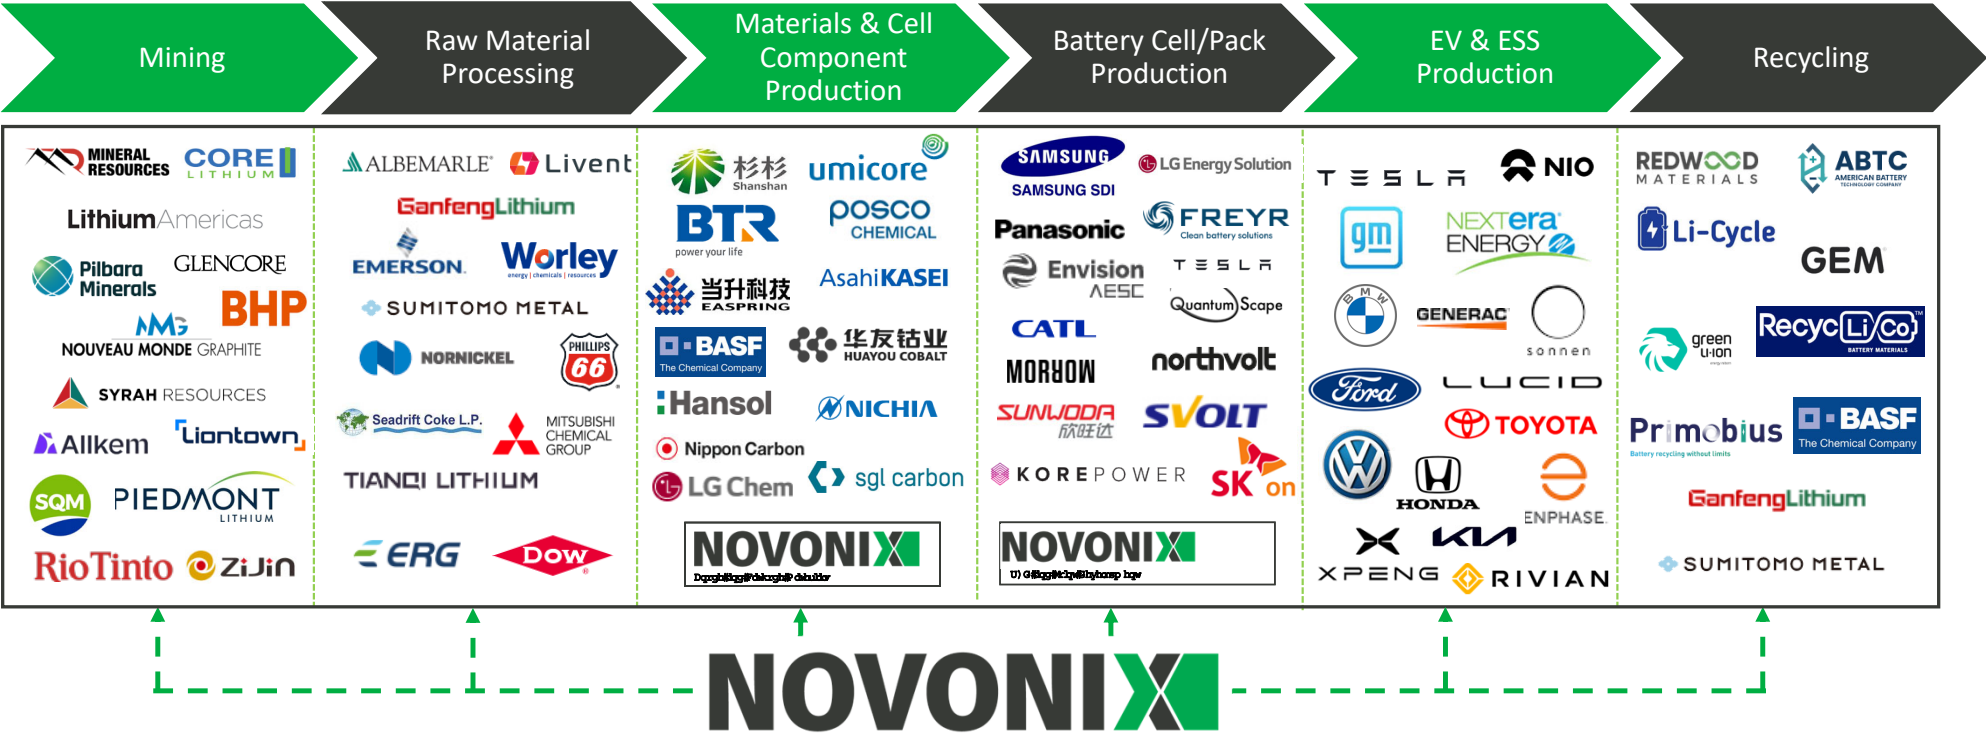 Mining
Raw Material
Processing
Materials & Cell
Component
Production
Battery Cell/Pack
Production
EV & ESS
Production
Recycling
MINERAL
RESOURCES
CORE
LITHIUM
LithiumAmericas
Pilbara
Minerals
GLENCORE
BHP
NMG
NOUVEAU MONDE GRAPHITE
SYRAH RESOURCES
Allkem
Liontown
SQM
PIEDMONT
LITHIUM
RioTinto
ZiJin
ALBEMARLE
Livent
GanfengLithium
EMERSON
Worley
energy | chemicals | resources
SUMITOMO METAL
NORNICKEL
PHILLIPS
66
Seadrift Coke L.P.
MITSUBISHI
CHEMICAL
GROUP
TIANQI LITHIUM
ERG
DOW
杉杉
Shanshan
umicore
BTR
power your life
POSCO
CHEMICAL
当升科技
EASPRING
AsahiKASEI
BASF
The Chemical Company
华友钴业
HUAYOU COBALT
Hansol
NICHIA
Nippon Carbon
LG Chem
sgl carbon
NOVONIX
SAMSUNG
SAMSUNG SDI
LG Energy Solution
Panasonic
FREYR
Clean battery solutions
Envision
AESC
TESLA
QuantumScape
CATL
MORROW
northvolt
SUNWODA
欣旺达
SVOLT
KOREPOWER
SK on
NOVONIX
TESLA
NIO
gm
NEXTera
ENERGY
BMW
GENERAC
sonnen
Ford
LUCID
TOYOTA
VW
HONDA
ENPHASE
XPENG
KIA
RIVIAN
REDWOOD
MATERIALS
ABTC
AMERICAN BATTERY
TECHNOLOGY COMPANY
Li-Cycle
GEM
green
LI-ION
RecycLiCo™
BATTERY MATERIALS
Primobius
Battery recycling without limits
BASF
The Chemical Company
GanfengLithium
SUMITOMO METAL
NOVONIX